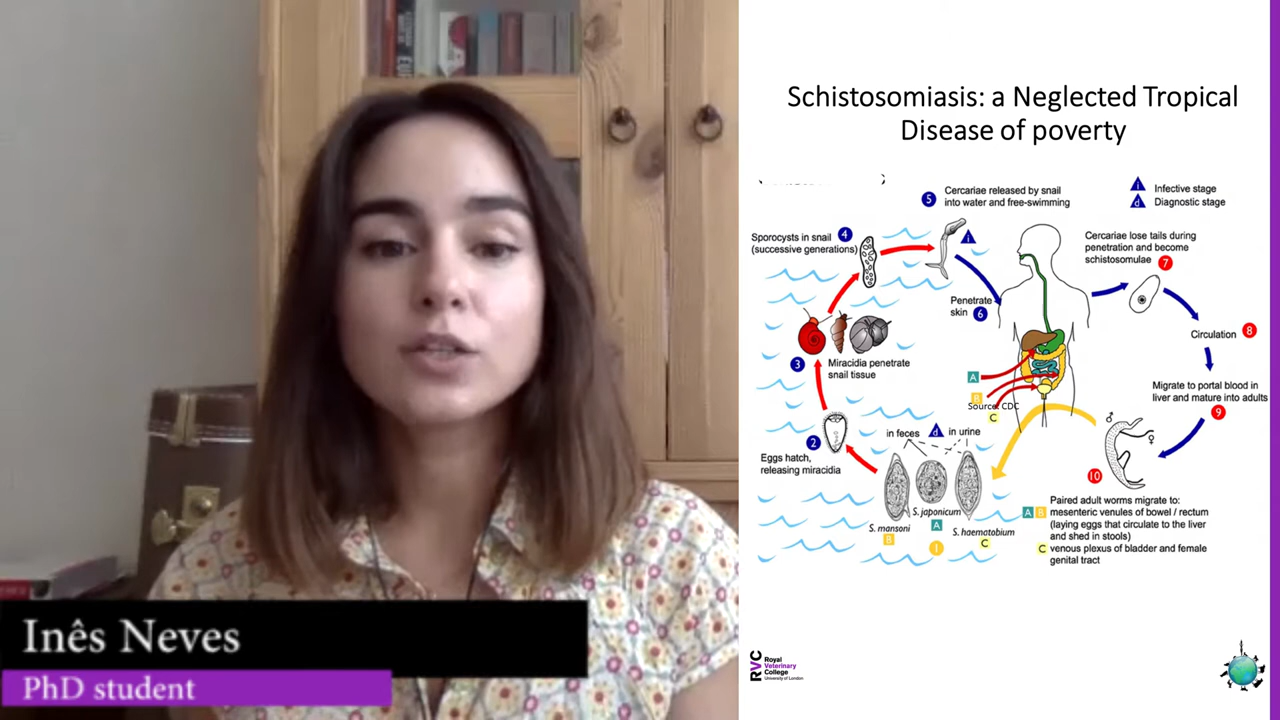 Inês Neves
PhD student
Schistosomiasis: a Neglected Tropical
Disease of poverty
5
Cercariae released by snail
into water and free-swimming
i
Infective stage
d
Diagnostic stage
Sporocysts in snail
(successive generations)
4
i
Cercariae lose tails during
penetration and become
schistosomulae
7
Penetrate
skin
6
Circulation
8
3
Miracidia penetrate
snail tissue
A
B
Source: CDC
C
Migrate to portal blood in
liver and mature into adults
9
2
Eggs hatch,
releasing miracidia
in feces
d
in urine
♂
♀
10
S. japonicum
A
S. mansoni
B
S. haematobium
C
1
Paired adult worms migrate to:
A B mesenteric venules of bowel / rectum
(laying eggs that circulate to the liver
and shed in stools)
C venous plexus of bladder and female
genital tract
RVC
Royal
Veterinary
College
University of London